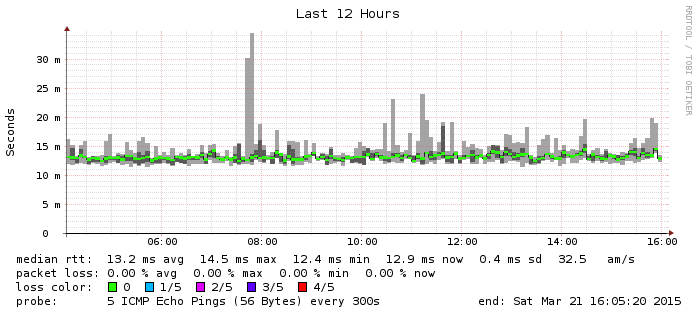 Last 12 Hours
RRDTOOL / TOBI OETIKER
Seconds
30 m
25 m
20 m
15 m
10 m
5 m
0
06:00 08:00 10:00 12:00 14:00 16:00
median rtt: 13.2 ms avg 14.5 ms max 12.4 ms min 12.9 ms now 0.4 ms sd 32.5 am/s
packet loss: 0.00 % avg 0.00 % max 0.00 % min 0.00 % now
loss color: 0 1/5 2/5 3/5 4/5
probe: 5 ICMP Echo Pings (56 Bytes) every 300s end: Sat Mar 21 16:05:20 2015